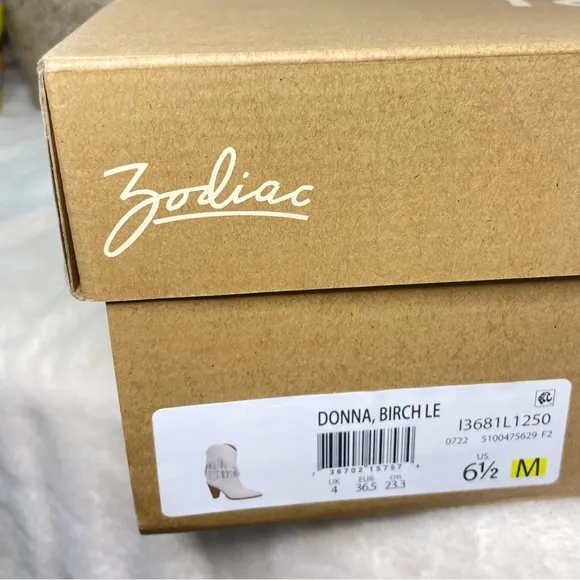 Zodiac
DONNA, BIRCH LE
I3681L1250
0722 5100475629 F2
UK EUR cm
4 36.5 23.3
US
6½ M